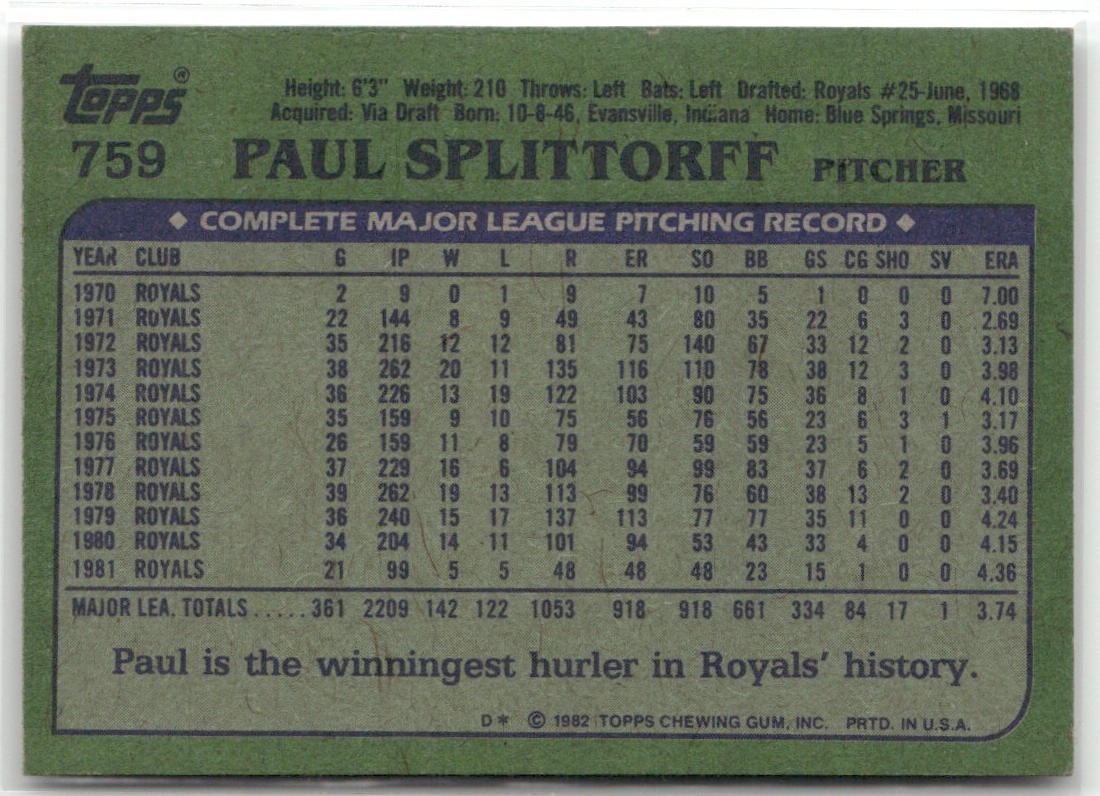 Topps®
Height: 6'3" Weight: 210 Throws: Left Bats: Left Drafted: Royals #25-June, 1968
Acquired: Via Draft Born: 10-8-46, Evansville, Indiana Home: Blue Springs, Missouri
759 PAUL SPLITTORFF PITCHER
◆ COMPLETE MAJOR LEAGUE PITCHING RECORD ◆
YEAR CLUB G IP W L R ER SO BB GS CG SHO SV ERA
1970 ROYALS 2 9 0 1 9 7 10 5 1 0 0 0 7.00
1971 ROYALS 22 144 8 9 49 43 80 35 22 6 3 0 2.69
1972 ROYALS 35 216 12 12 81 75 140 67 33 12 2 0 3.13
1973 ROYALS 38 262 20 11 135 116 110 78 38 12 3 0 3.98
1974 ROYALS 36 226 13 19 122 103 90 75 36 8 1 0 4.10
1975 ROYALS 35 159 9 10 75 56 76 56 23 6 3 1 3.17
1976 ROYALS 26 159 11 8 79 70 59 59 23 5 1 0 3.96
1977 ROYALS 37 229 16 6 104 94 99 83 37 6 2 0 3.69
1978 ROYALS 39 262 19 13 113 99 76 60 38 13 2 0 3.40
1979 ROYALS 36 240 15 17 137 113 77 77 35 11 0 0 4.24
1980 ROYALS 34 204 14 11 101 94 53 43 33 4 0 0 4.15
1981 ROYALS 21 99 5 5 48 48 48 23 15 1 0 0 4.36
MAJOR LEA. TOTALS ..... 361 2209 142 122 1053 918 918 661 334 84 17 1 3.74
Paul is the winningest hurler in Royals' history.
D* © 1982 TOPPS CHEWING GUM, INC. PRTD. IN U.S.A.